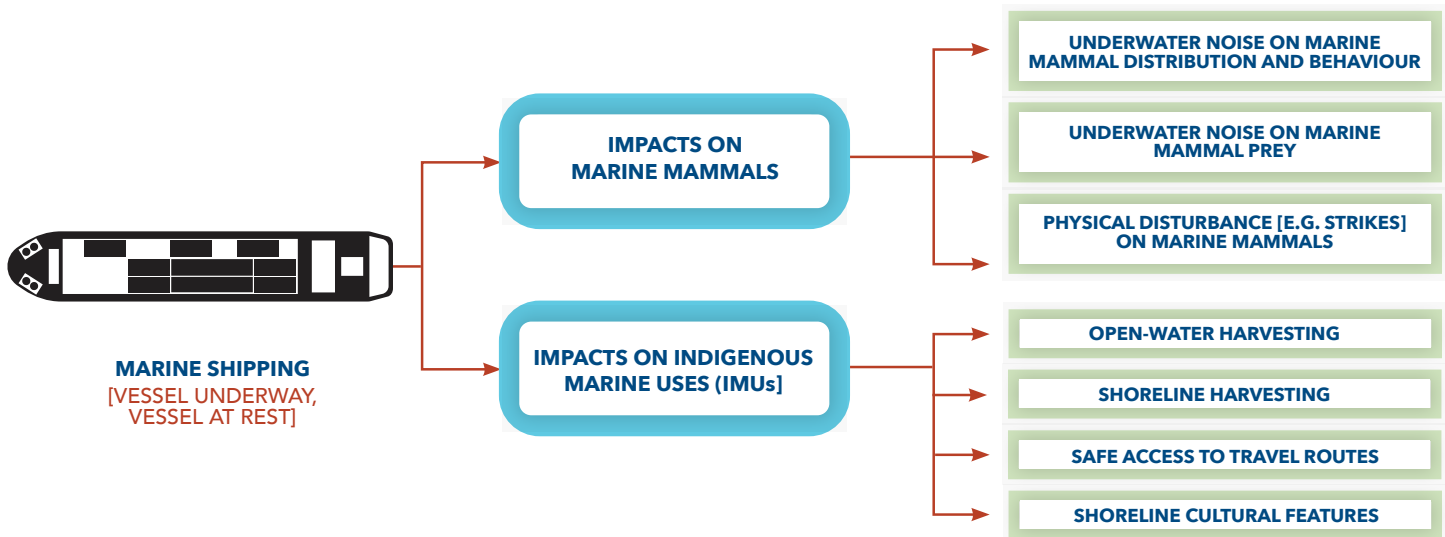 MARINE SHIPPING
[VESSEL UNDERWAY,
VESSEL AT REST]
IMPACTS ON
MARINE MAMMALS
UNDERWATER NOISE ON MARINE
MAMMAL DISTRIBUTION AND BEHAVIOUR
UNDERWATER NOISE ON MARINE
MAMMAL PREY
PHYSICAL DISTURBANCE [E.G. STRIKES]
ON MARINE MAMMALS
IMPACTS ON INDIGENOUS
MARINE USES (IMUs]
OPEN-WATER HARVESTING
SHORELINE HARVESTING
SAFE ACCESS TO TRAVEL ROUTES
SHORELINE CULTURAL FEATURES